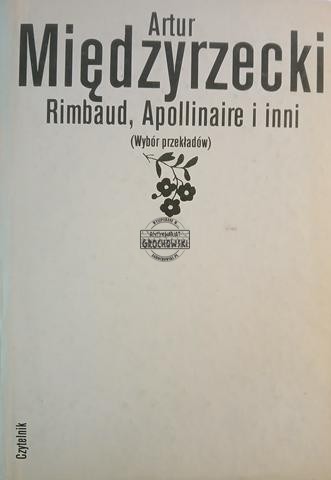 Artur
Międzyrzecki
Rimbaud, Apollinaire i inni
(Wybór przekładów)
GROCHOWSKI
Czytelnik